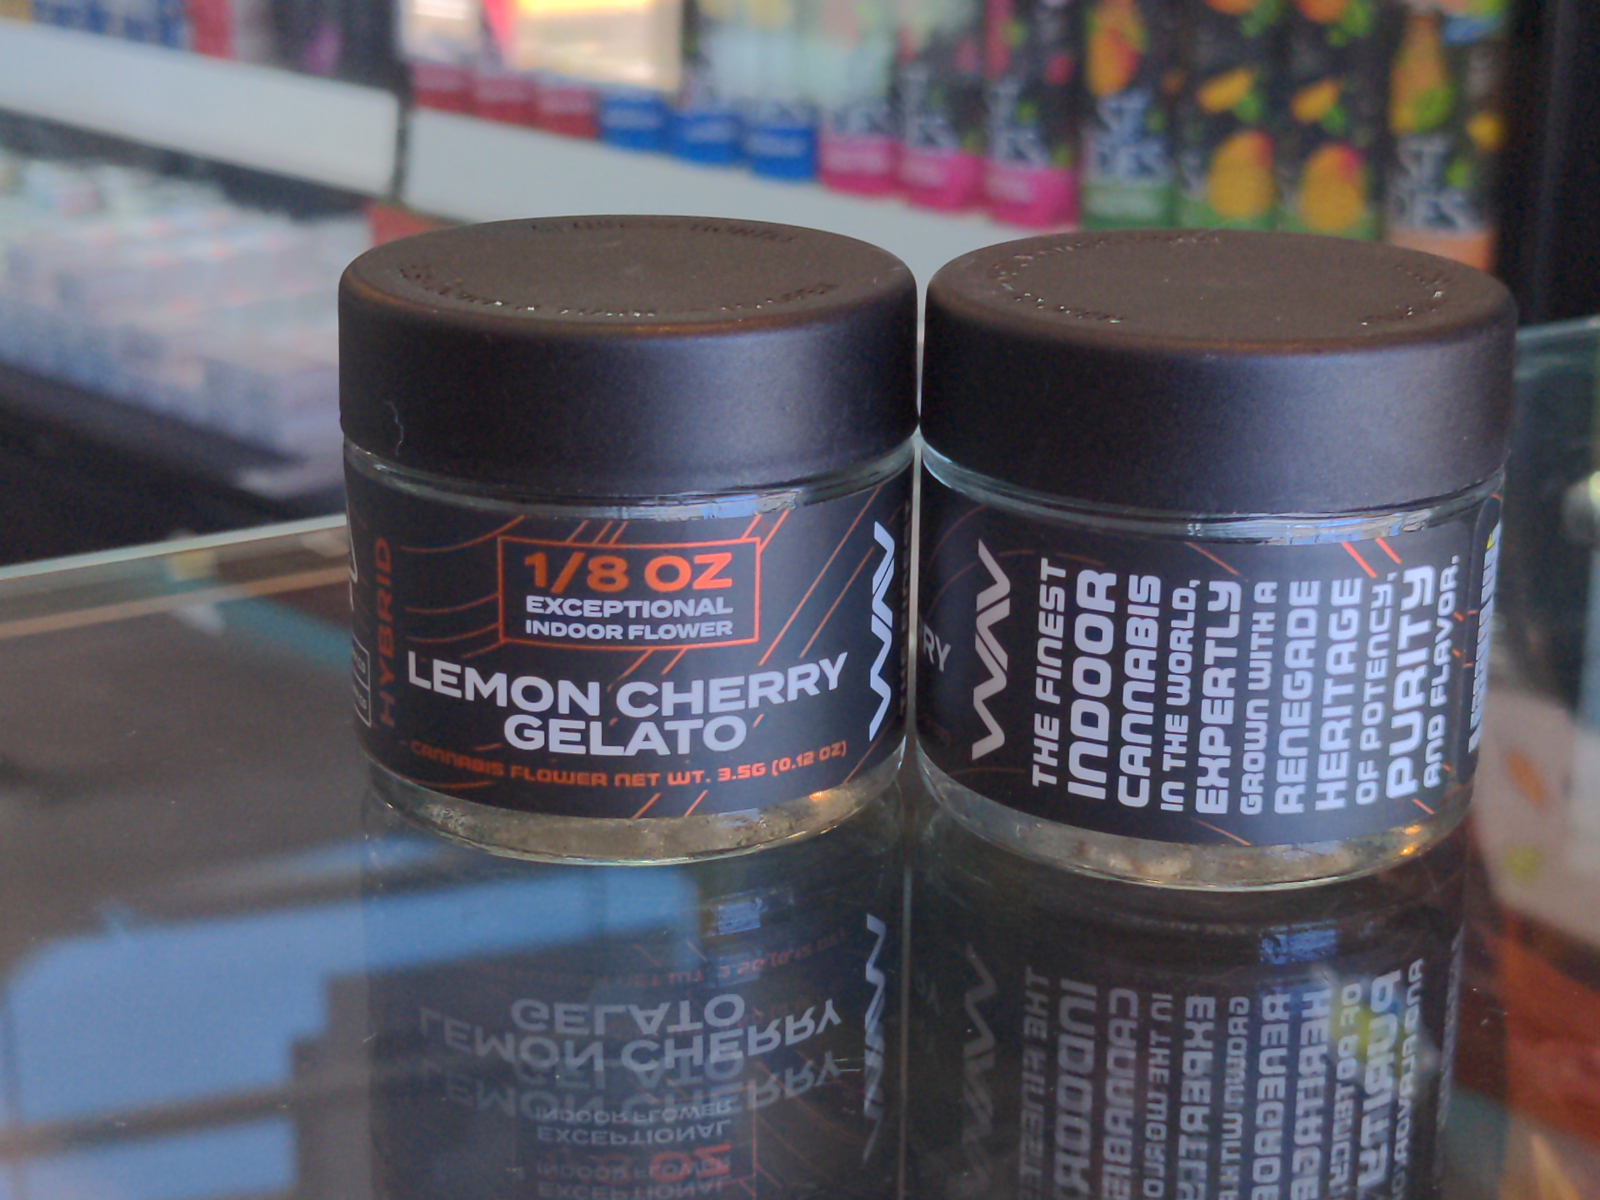 HYBRID
1/8 OZ
EXCEPTIONAL
INDOOR FLOWER
LEMON CHERRY
GELATO
CANNABIS FLOWER NET WT. 3.5G (0.12 OZ)
RY
THE FINEST
INDOOR
CANNABIS
IN THE WORLD,
EXPERTLY
GROWN WITH A
RENEGADE
HERITAGE
OF POTENCY,
PURITY
AND FLAVOR.